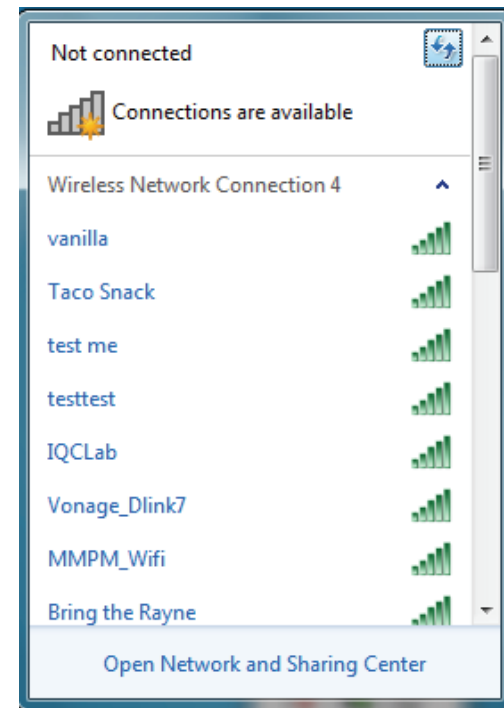 Not connected
Connections are available
Wireless Network Connection 4
vanilla
Taco Snack
test me
testtest
IQCLab
Vonage_Dlink7
MMPM_Wifi
Bring the Rayne
Open Network and Sharing Center